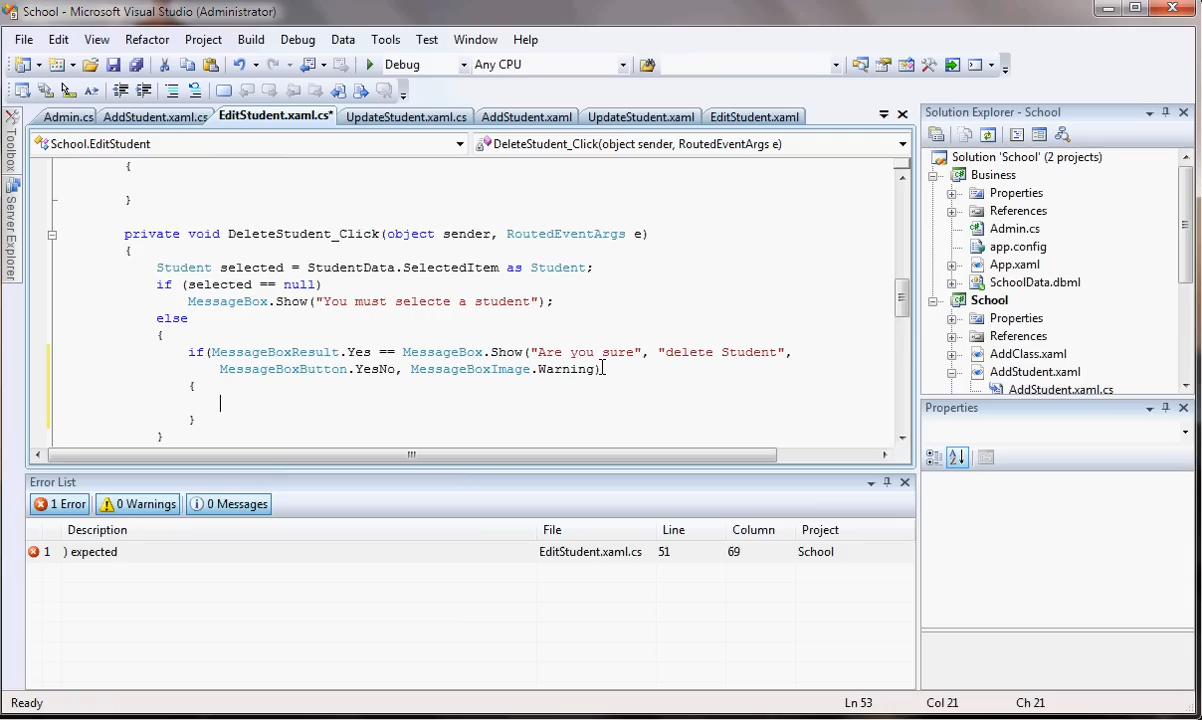 School - Microsoft Visual Studio (Administrator)
File Edit View Refactor Project Build Debug Data Tools Test Window Help
Debug Any CPU
Admin.cs AddStudent.xaml.cs EditStudent.xaml.cs* UpdateStudent.xaml.cs AddStudent.xaml UpdateStudent.xaml EditStudent.xaml
School.EditStudent DeleteStudent_Click(object sender, RoutedEventArgs e)
Toolbox
Server Explorer
{
}
private void DeleteStudent_Click(object sender, RoutedEventArgs e)
{
Student selected = StudentData.SelectedItem as Student;
if (selected == null)
MessageBox.Show("You must selecte a student");
else
{
if(MessageBoxResult.Yes == MessageBox.Show("Are you sure", "delete Student",
MessageBoxButton.YesNo, MessageBoxImage.Warning)
{
}
}
Solution Explorer - School
Solution 'School' (2 projects)
Business
Properties
References
Admin.cs
app.config
App.xaml
SchoolData.dbml
School
Properties
References
AddClass.xaml
AddStudent.xaml
AddStudent.xaml.cs
Properties
Error List
1 Error 0 Warnings 0 Messages
Description File Line Column Project
1 ) expected EditStudent.xaml.cs 51 69 School
Ready Ln 53 Col 21 Ch 21